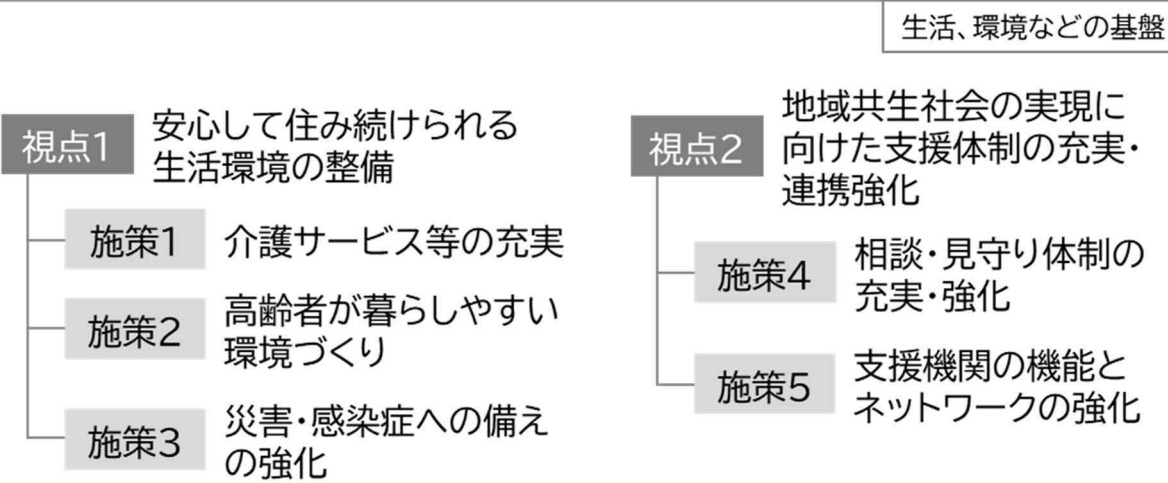 生活、環境などの基盤
視点1
安心して住み続けられる
生活環境の整備
施策1
介護サービス等の充実
施策2
高齢者が暮らしやすい
環境づくり
施策3
災害・感染症への備え
の強化
視点2
地域共生社会の実現に
向けた支援体制の充実・
連携強化
施策4
相談・見守り体制の
充実・強化
施策5
支援機関の機能と
ネットワークの強化